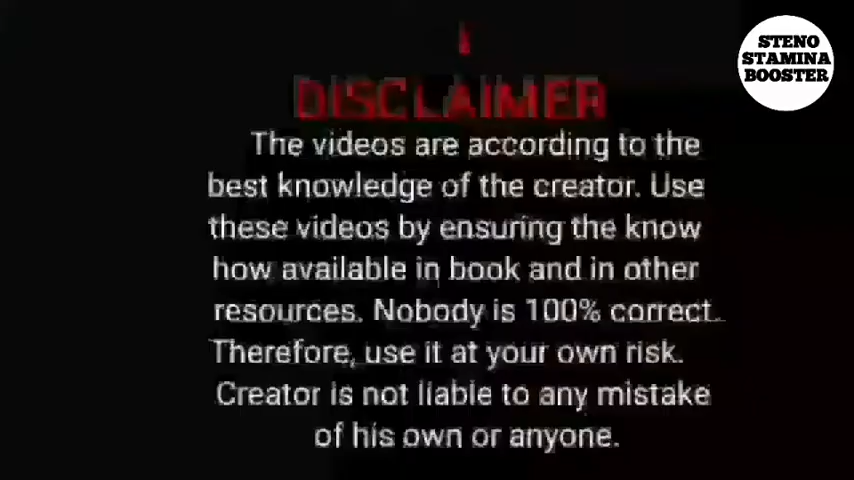 STENO
STAMINA
BOOSTER
DISCLAIMER
The videos are according to the
best knowledge of the creator. Use
these videos by ensuring the know
how available in book and in other
resources. Nobody is 100% correct.
Therefore, use it at your own risk.
Creator is not liable to any mistake
of his own or anyone.